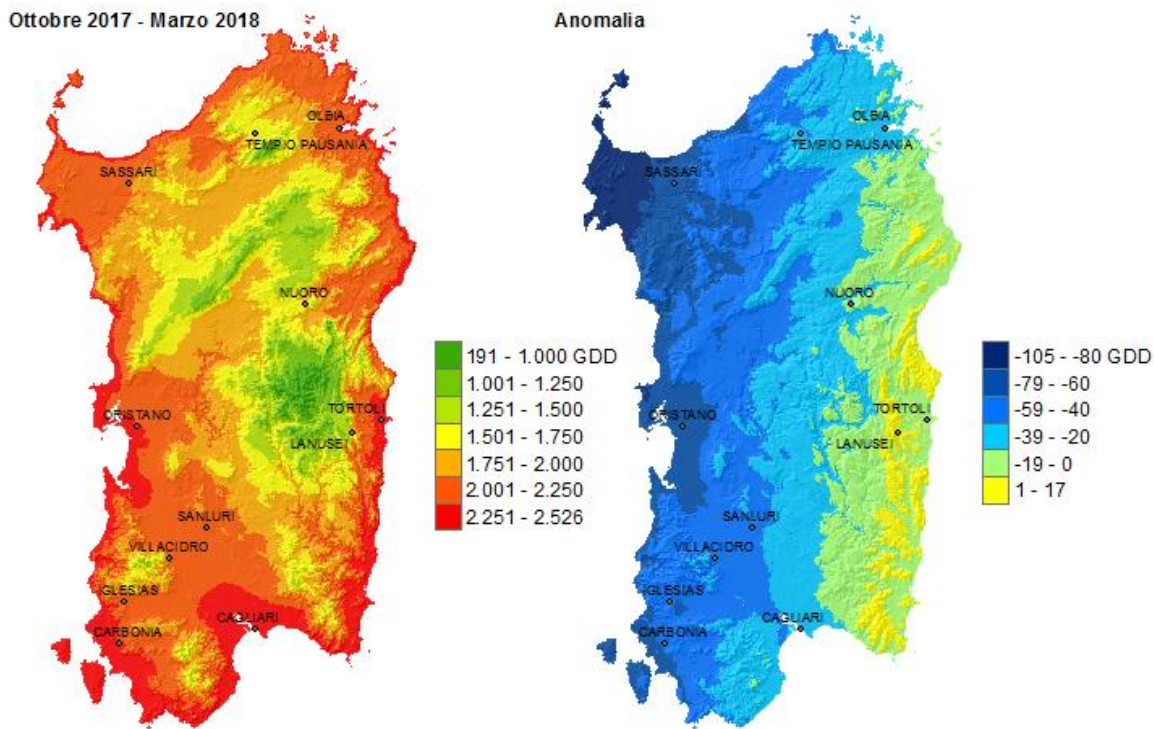 Ottobre 2017 - Marzo 2018
OLBIA
TEMPIO PAUSANIA
SASSARI
NUORO
ORISTANO
TORTOLI
LANUSEI
SANLURI
VILLACIDRO
IGLESIAS
CAGLIARI
CARBONIA
191 - 1.000 GDD
1.001 - 1.250
1.251 - 1.500
1.501 - 1.750
1.751 - 2.000
2.001 - 2.250
2.251 - 2.526
Anomalia
OLBIA
TEMPIO PAUSANIA
SASSARI
NUORO
ORISTANO
TORTOLI
LANUSEI
SANLURI
VILLACIDRO
IGLESIAS
CAGLIARI
CARBONIA
-105 - -80 GDD
-79 - -60
-59 - -40
-39 - -20
-19 - 0
1 - 17